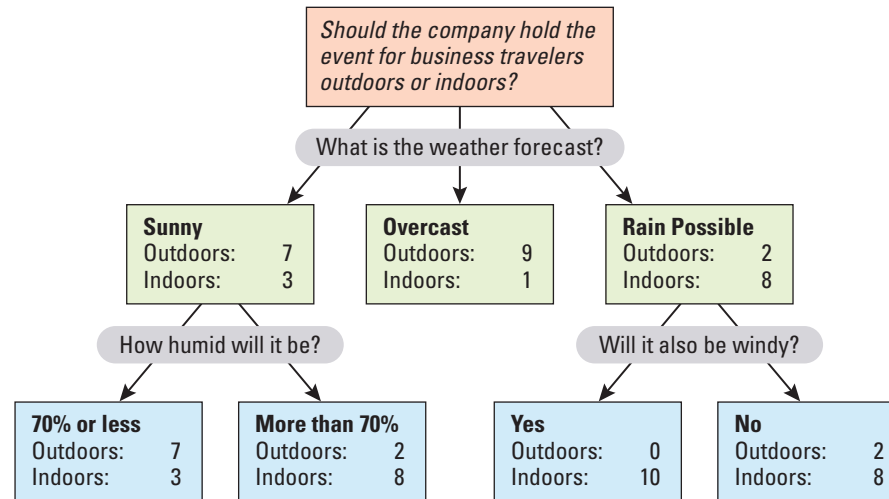 Should the company hold the
event for business travelers
outdoors or indoors?
What is the weather forecast?
Sunny
Outdoors: 7
Indoors: 3
Overcast
Outdoors: 9
Indoors: 1
Rain Possible
Outdoors: 2
Indoors: 8
How humid will it be?
Will it also be windy?
70% or less
Outdoors: 7
Indoors: 3
More than 70%
Outdoors: 2
Indoors: 8
Yes
Outdoors: 0
Indoors: 10
No
Outdoors: 2
Indoors: 8